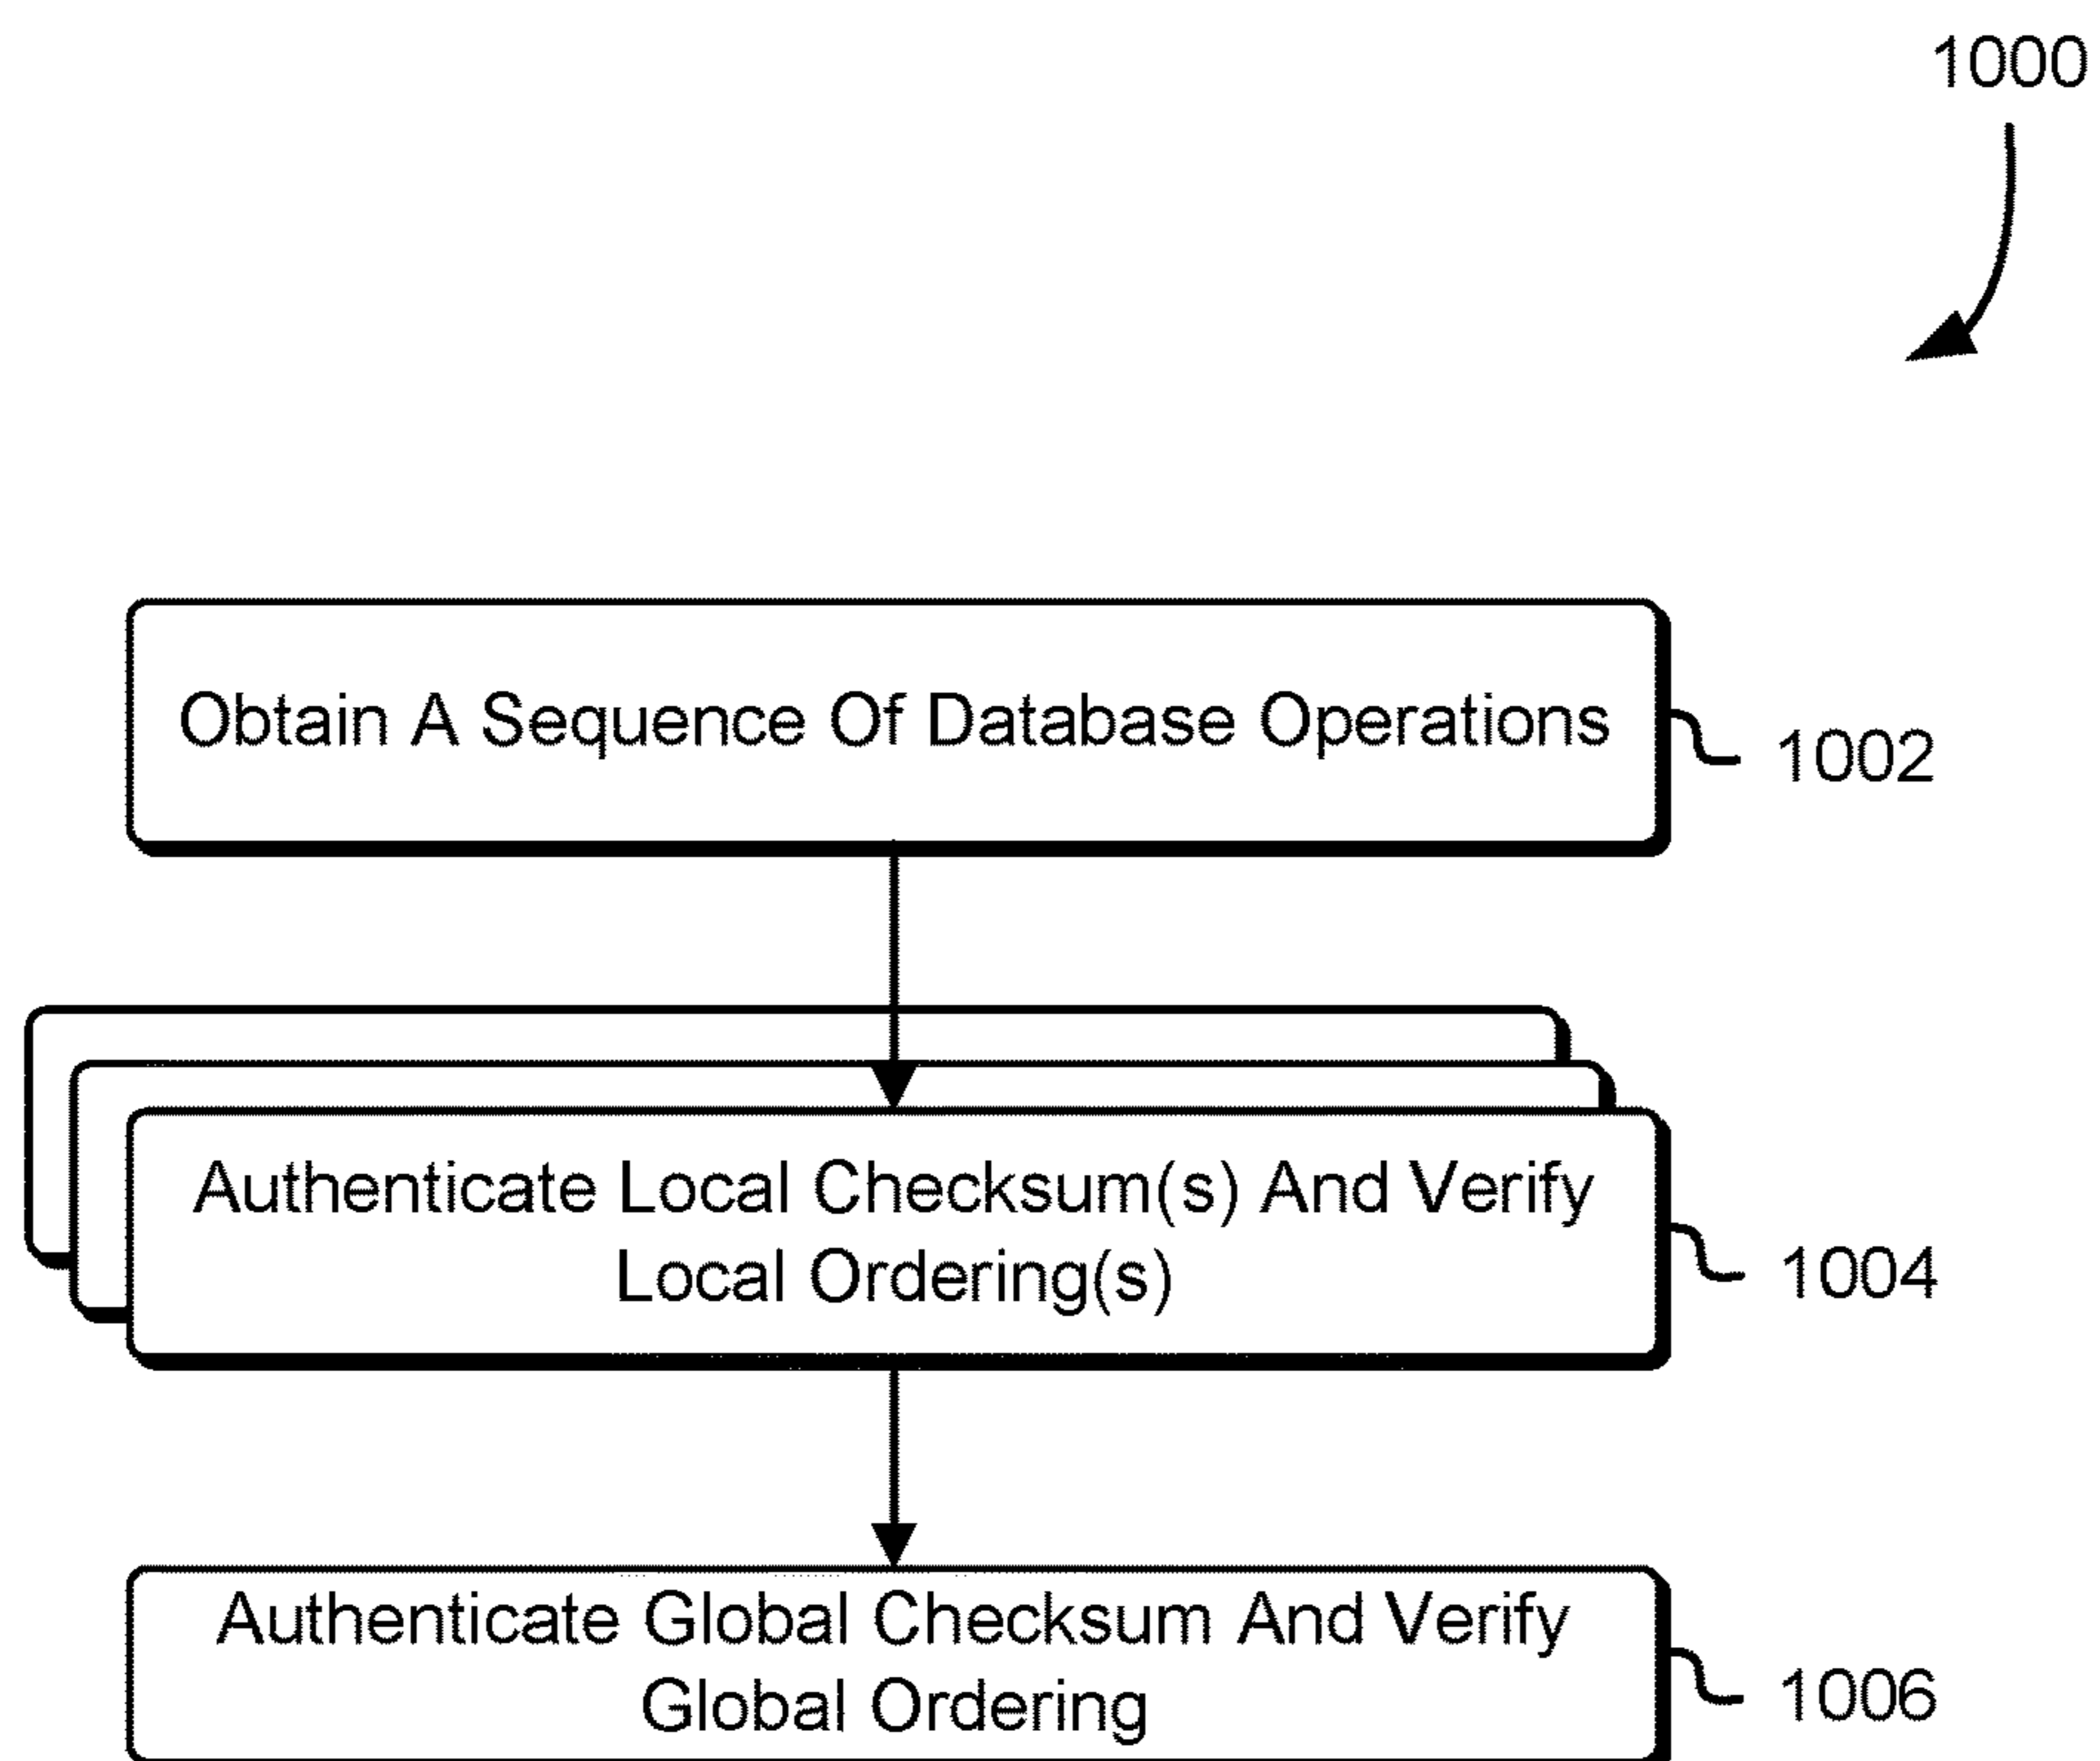 1000
Obtain A Sequence Of Database Operations
1002
Authenticate Local Checksum(s) And Verify
Local Ordering(s)
1004
Authenticate Global Checksum And Verify
Global Ordering
1006